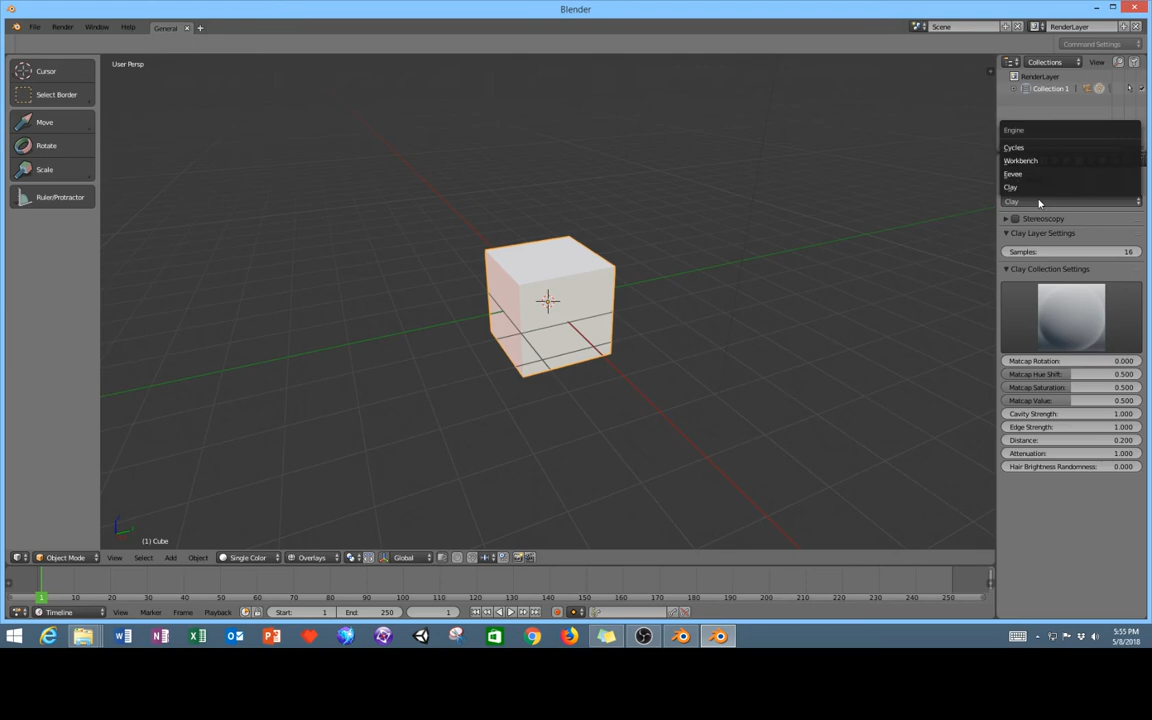 Blender
File Render Window Help General Scene RenderLayer
Command Settings
Cursor
Select Border
Move
Rotate
Scale
Ruler/Protractor
User Persp
(1) Cube
Collections View
RenderLayer
Collection 1
Engine
Cycles
Workbench
Eevee
Clay
Clay
Stereoscopy
Clay Layer Settings
Samples: 16
Clay Collection Settings
Matcap Rotation: 0.000
Matcap Hue Shift: 0.500
Matcap Saturation: 0.500
Matcap Value: 0.500
Cavity Strength: 1.000
Edge Strength: 1.000
Distance: 0.200
Attenuation: 1.000
Hair Brightness Randomness: 0.000
Object Mode View Select Add Object Single Color Overlays Global
1 10 20 30 40 50 60 70 80 90 100 110 120 130 140 150 160 170 180 190 200 210 220 230 240 250
Timeline View Marker Frame Playback Start: 1 End: 250 1
5:55 PM
5/8/2018